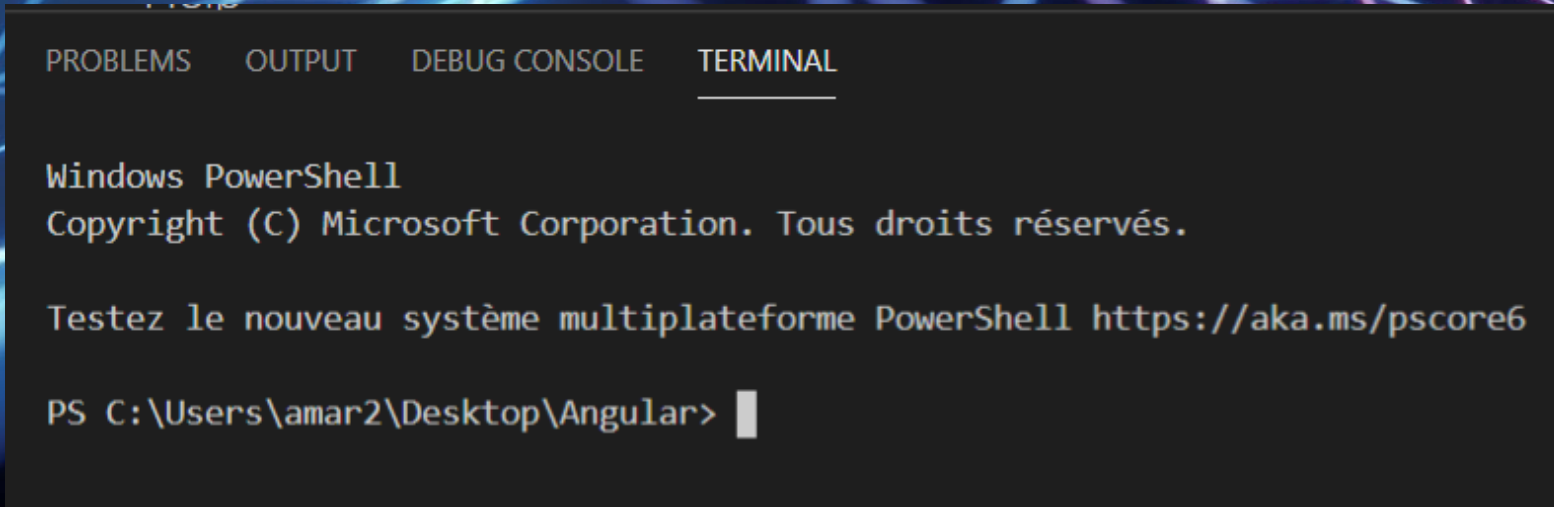 PROBLEMS OUTPUT DEBUG CONSOLE TERMINAL
Windows PowerShell
Copyright (C) Microsoft Corporation. Tous droits réservés.
Testez le nouveau système multiplateforme PowerShell https://aka.ms/pscore6
PS C:\Users\amar2\Desktop\Angular>